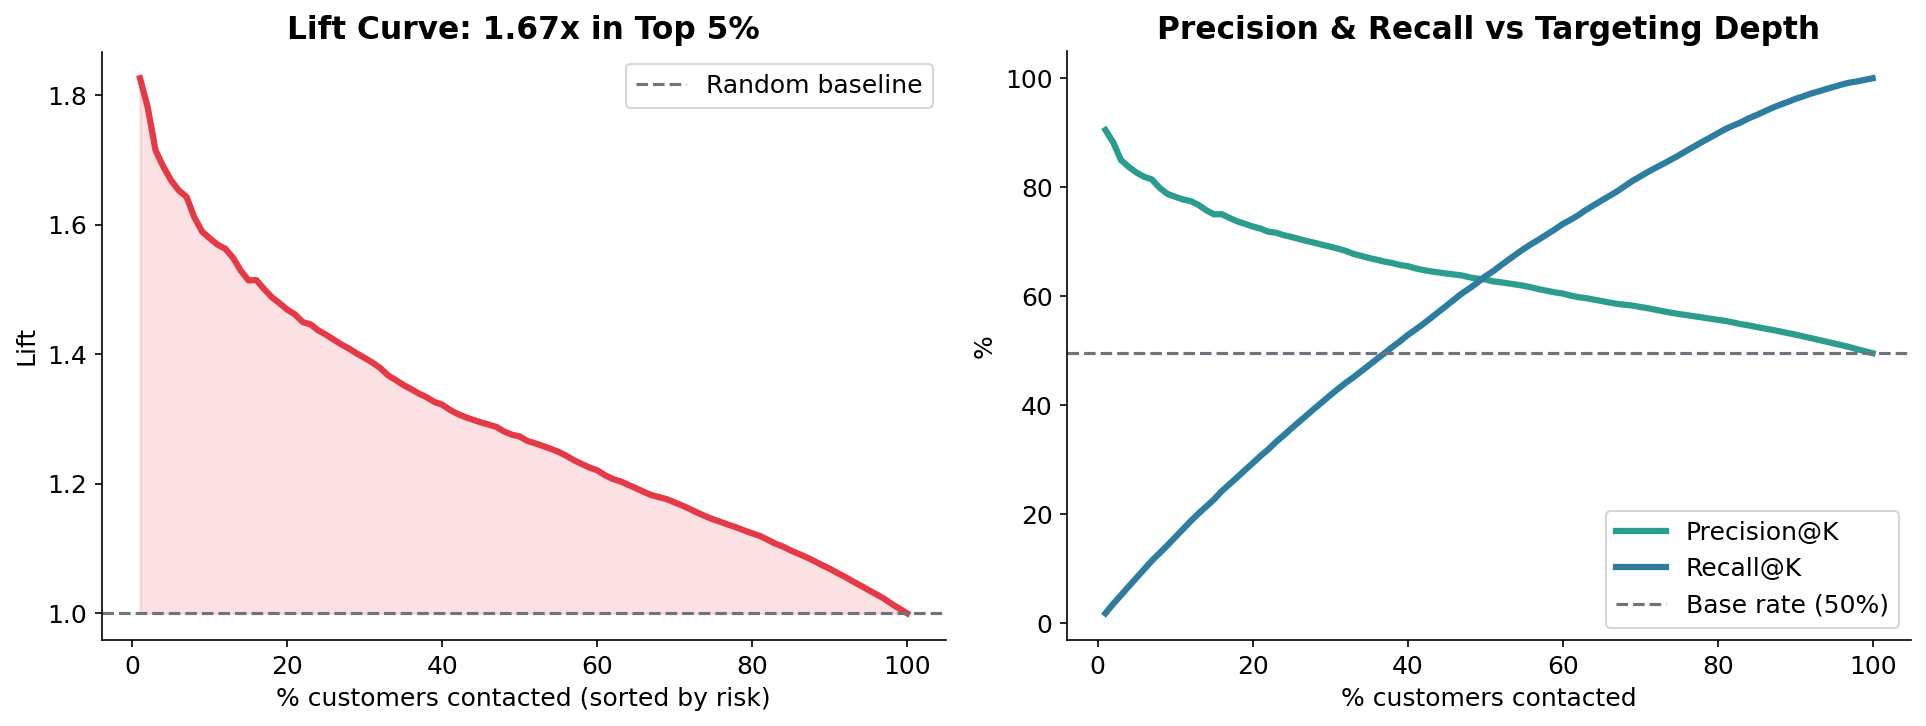 Lift Curve: 1.67x in Top 5%
Random baseline
Lift
1.8
1.6
1.4
1.2
1.0
0 20 40 60 80 100
% customers contacted (sorted by risk)
Precision & Recall vs Targeting Depth
%
100
80
60
40
20
0
Precision@K
Recall@K
Base rate (50%)
0 20 40 60 80 100
% customers contacted